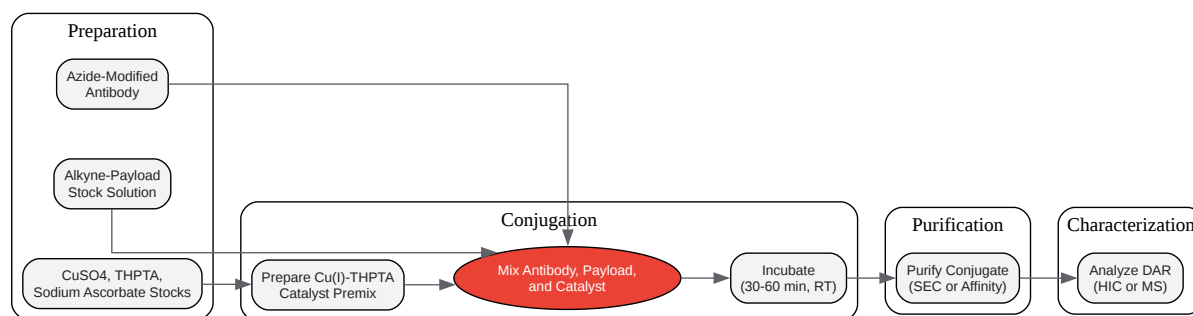 Preparation
Azide-Modified
Antibody
Alkyne-Payload
Stock Solution
CuSO4, THPTA,
Sodium Ascorbate Stocks
Conjugation
Prepare Cu(I)-THPTA
Catalyst Premix
Mix Antibody, Payload,
and Catalyst
Incubate
(30-60 min, RT)
Purification
Purify Conjugate
(SEC or Affinity)
Characterization
Analyze DAR
(HIC or MS)